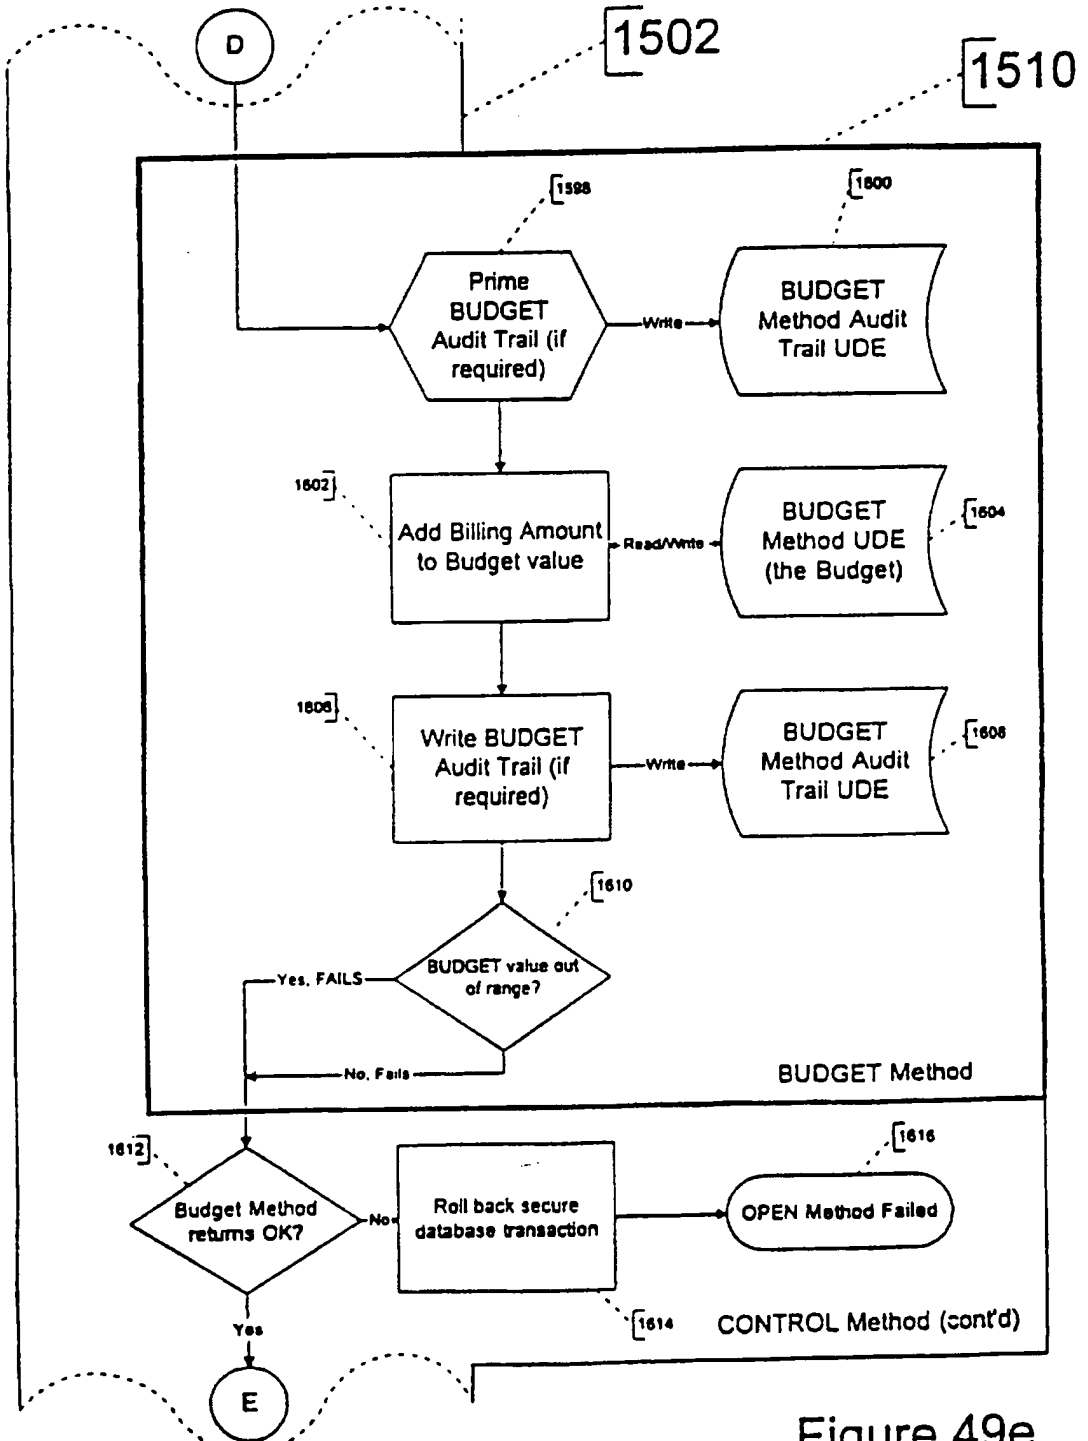 D
1502
1510
1598
1600
Prime
BUDGET
Audit Trail (if
required)
Write
BUDGET
Method Audit
Trail UDE
1602
Add Billing Amount
to Budget value
Read/Write
BUDGET
Method UDE
(the Budget)
1604
1606
Write BUDGET
Audit Trail (if
required)
Write
BUDGET
Method Audit
Trail UDE
1608
1610
BUDGET value out
of range?
Yes, FAILS
No, Fails
BUDGET Method
1612
Budget Method
returns OK?
No
Roll back secure
database transaction
1616
OPEN Method Failed
1614
CONTROL Method (cont'd)
Yes
E
Figure 49e